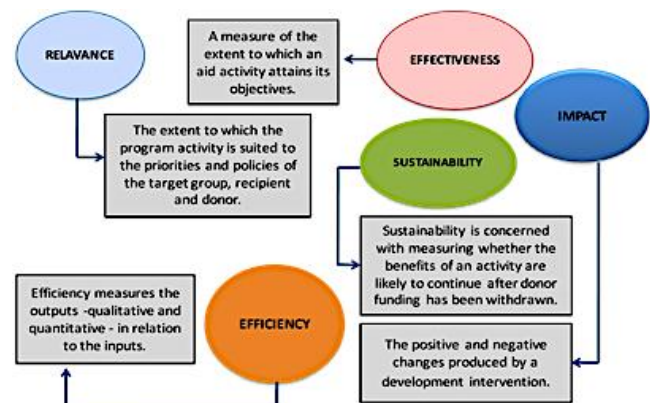 RELAVANCE
A measure of the
extent to which an
aid activity attains its
objectives.
EFFECTIVENESS
IMPACT
The extent to which the
program activity is suited to
the priorities and policies of
the target group, recipient
and donor.
SUSTAINABILITY
Sustainability is concerned
with measuring whether the
benefits of an activity are
likely to continue after donor
funding has been withdrawn.
Efficiency measures the
outputs -qualitative and
quantitative - in relation
to the inputs.
EFFICIENCY
The positive and negative
changes produced by a
development intervention.